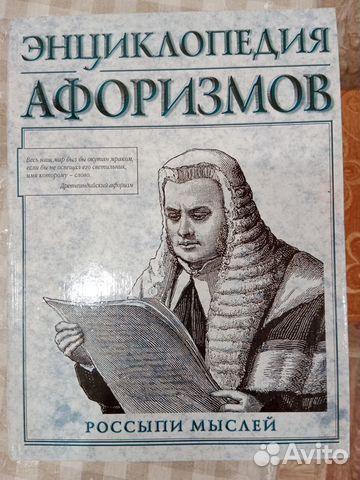 ЭНЦИКЛОПЕДИЯ
АФОРИЗМОВ
Весь наш мир был бы окутан мраком,
если бы не освещал его светильник,
имя которому – слово.
Древнеиндийский афоризм
РОССЫПИ МЫСЛЕЙ
Avito